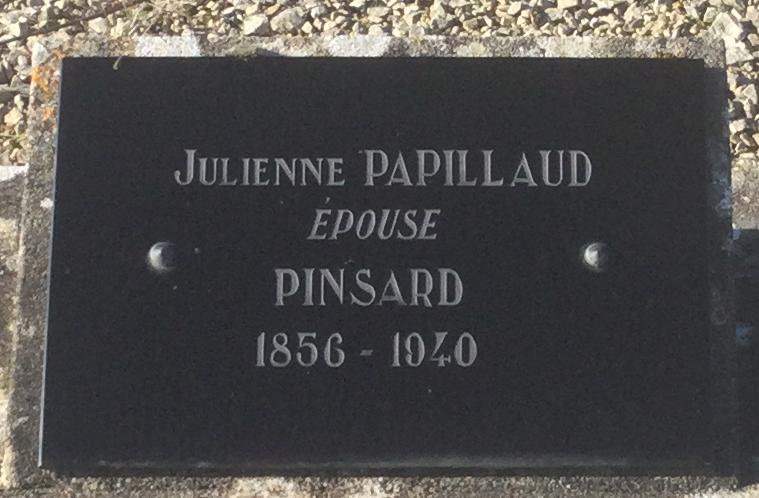 JULIENNE PAPILLAUD
ÉPOUSE
PINSARD
1856 - 1940